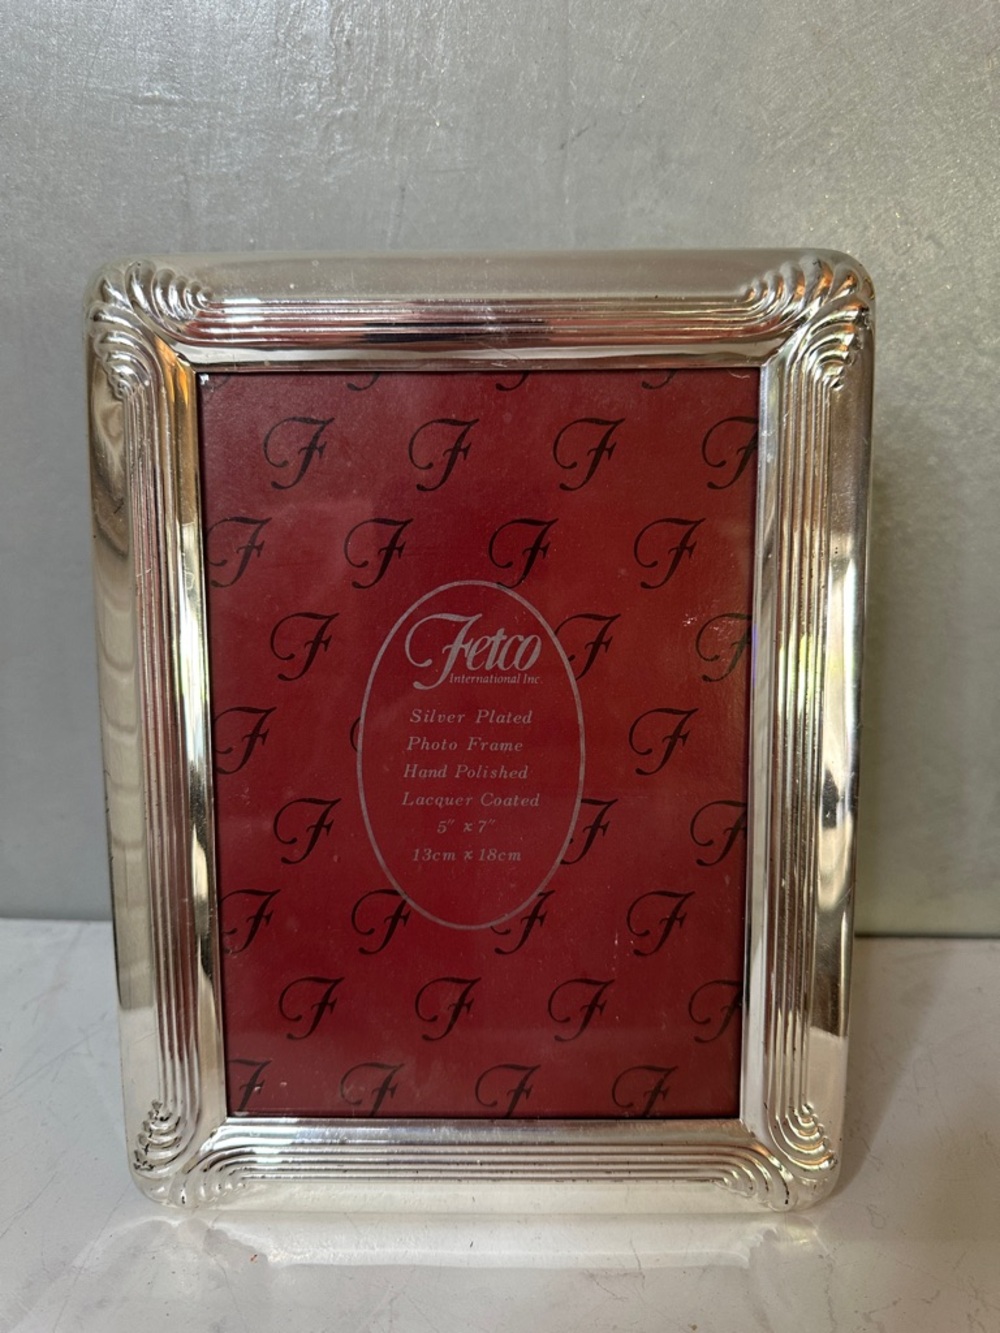 F F F F
F F F F
F F F
Fetco
International Inc.
Silver Plated
Photo Frame
Hand Polished
Lacquer Coated
5" x 7"
13cm x 18cm
F F
F F
F F F F
F F F F
F F F F